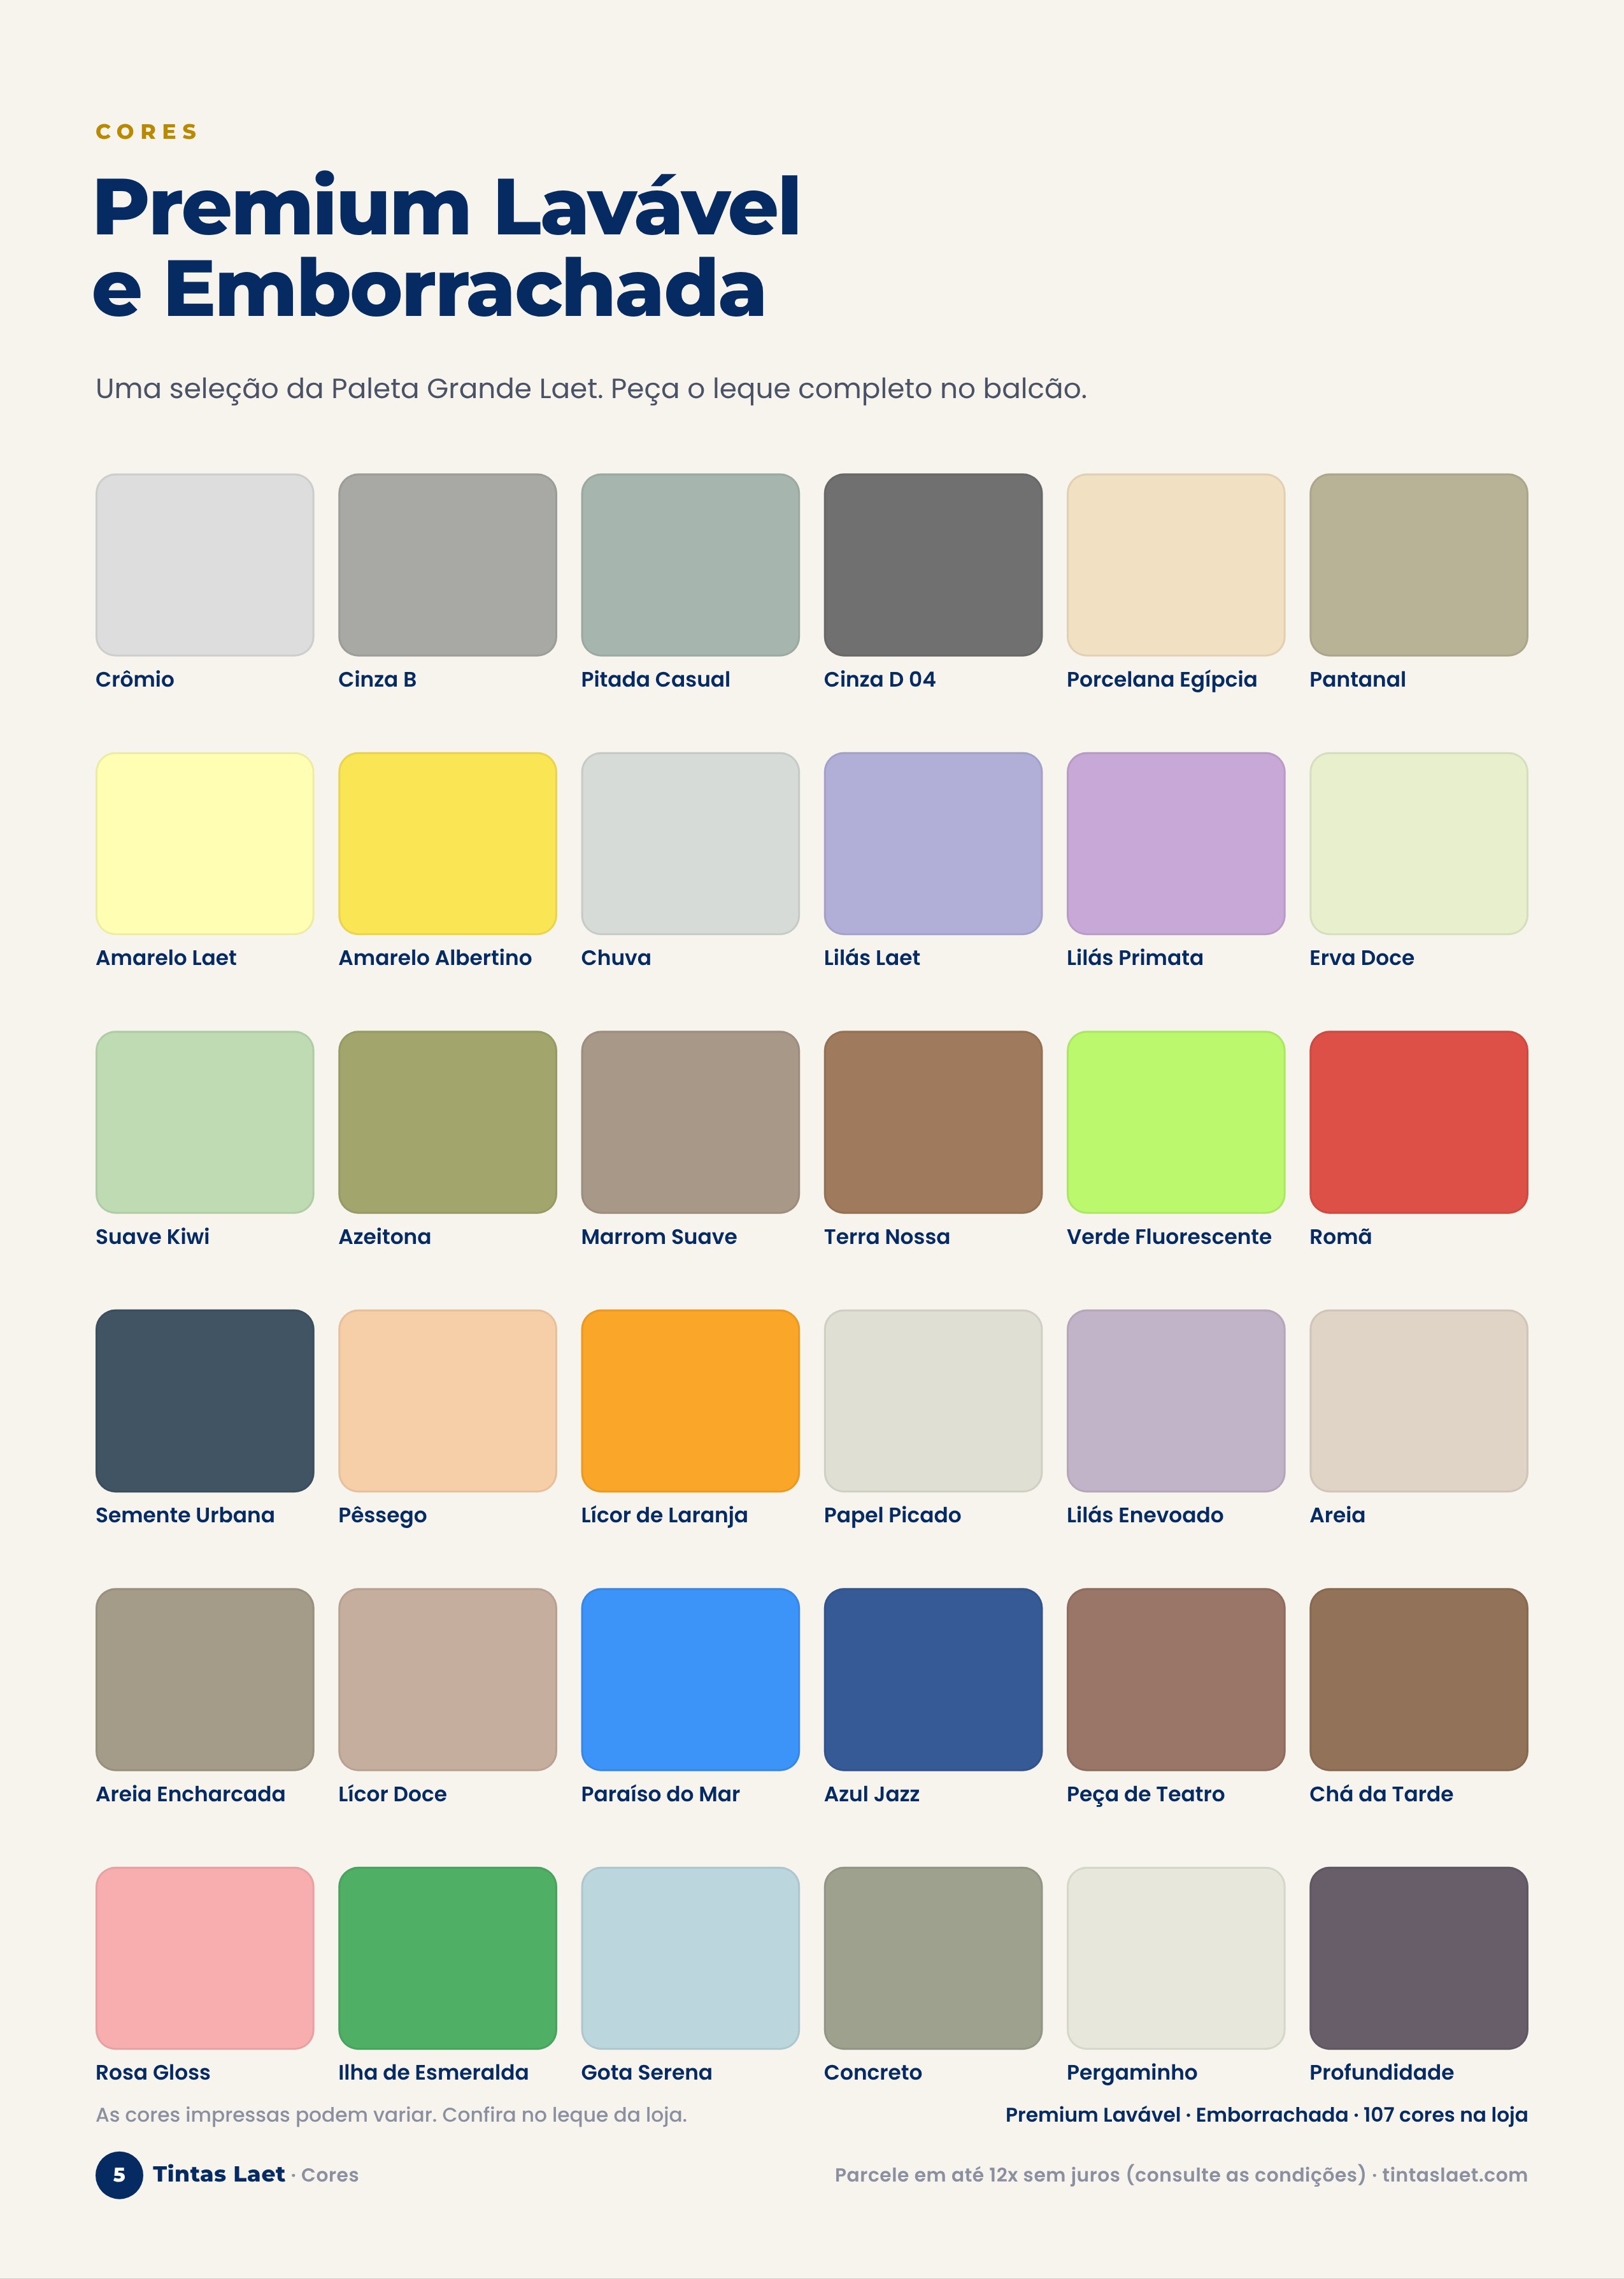 CORES
Premium Lavável
e Emborrachada
Uma seleção da Paleta Grande Laet. Peça o leque completo no balcão.
Crômio
Cinza B
Pitada Casual
Cinza D 04
Porcelana Egípcia
Pantanal
Amarelo Laet
Amarelo Albertino
Chuva
Lilás Laet
Lilás Primata
Erva Doce
Suave Kiwi
Azeitona
Marrom Suave
Terra Nossa
Verde Fluorescente
Romã
Semente Urbana
Pêssego
Lícor de Laranja
Papel Picado
Lilás Enevoado
Areia
Areia Encharcada
Lícor Doce
Paraíso do Mar
Azul Jazz
Peça de Teatro
Chá da Tarde
Rosa Gloss
Ilha de Esmeralda
Gota Serena
Concreto
Pergaminho
Profundidade
As cores impressas podem variar. Confira no leque da loja.
Premium Lavável · Emborrachada · 107 cores na loja
5 Tintas Laet · Cores
Parcele em até 12x sem juros (consulte as condições) · tintaslaet.com